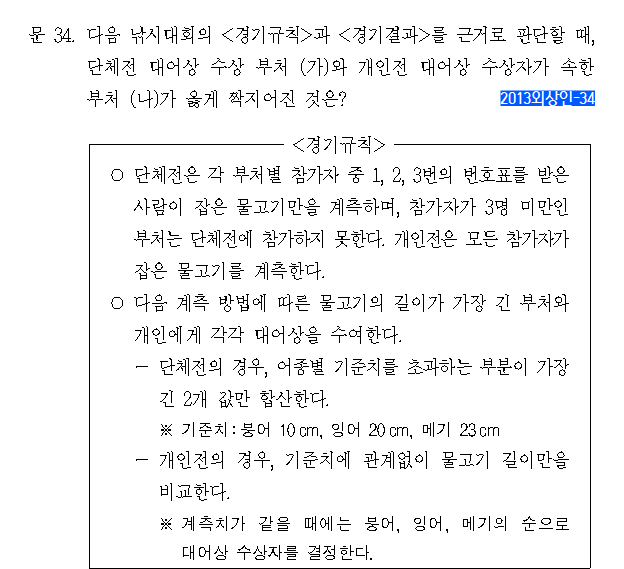 문 34. 다음 낚시대회의 <경기규칙>과 <경기결과>를 근거로 판단할 때,
단체전 대어상 수상 부처 (가)와 개인전 대어상 수상자가 속한
부처 (나)가 옳게 짝지어진 것은?
2013외상인-34
<경기규칙>
○ 단체전은 각 부처별 참가자 중 1, 2, 3번의 번호표를 받은
사람이 잡은 물고기만을 계측하며, 참가자가 3명 미만인
부처는 단체전에 참가하지 못한다. 개인전은 모든 참가자가
잡은 물고기를 계측한다.
○ 다음 계측 방법에 따른 물고기의 길이가 가장 긴 부처와
개인에게 각각 대어상을 수여한다.
- 단체전의 경우, 어종별 기준치를 초과하는 부분이 가장
긴 2개 값만 합산한다.
※ 기준치 : 붕어 10 cm, 잉어 20 cm, 메기 23 cm
- 개인전의 경우, 기준치에 관계없이 물고기 길이만을
비교한다.
※ 계측치가 같을 때에는 붕어, 잉어, 메기의 순으로
대어상 수상자를 결정한다.